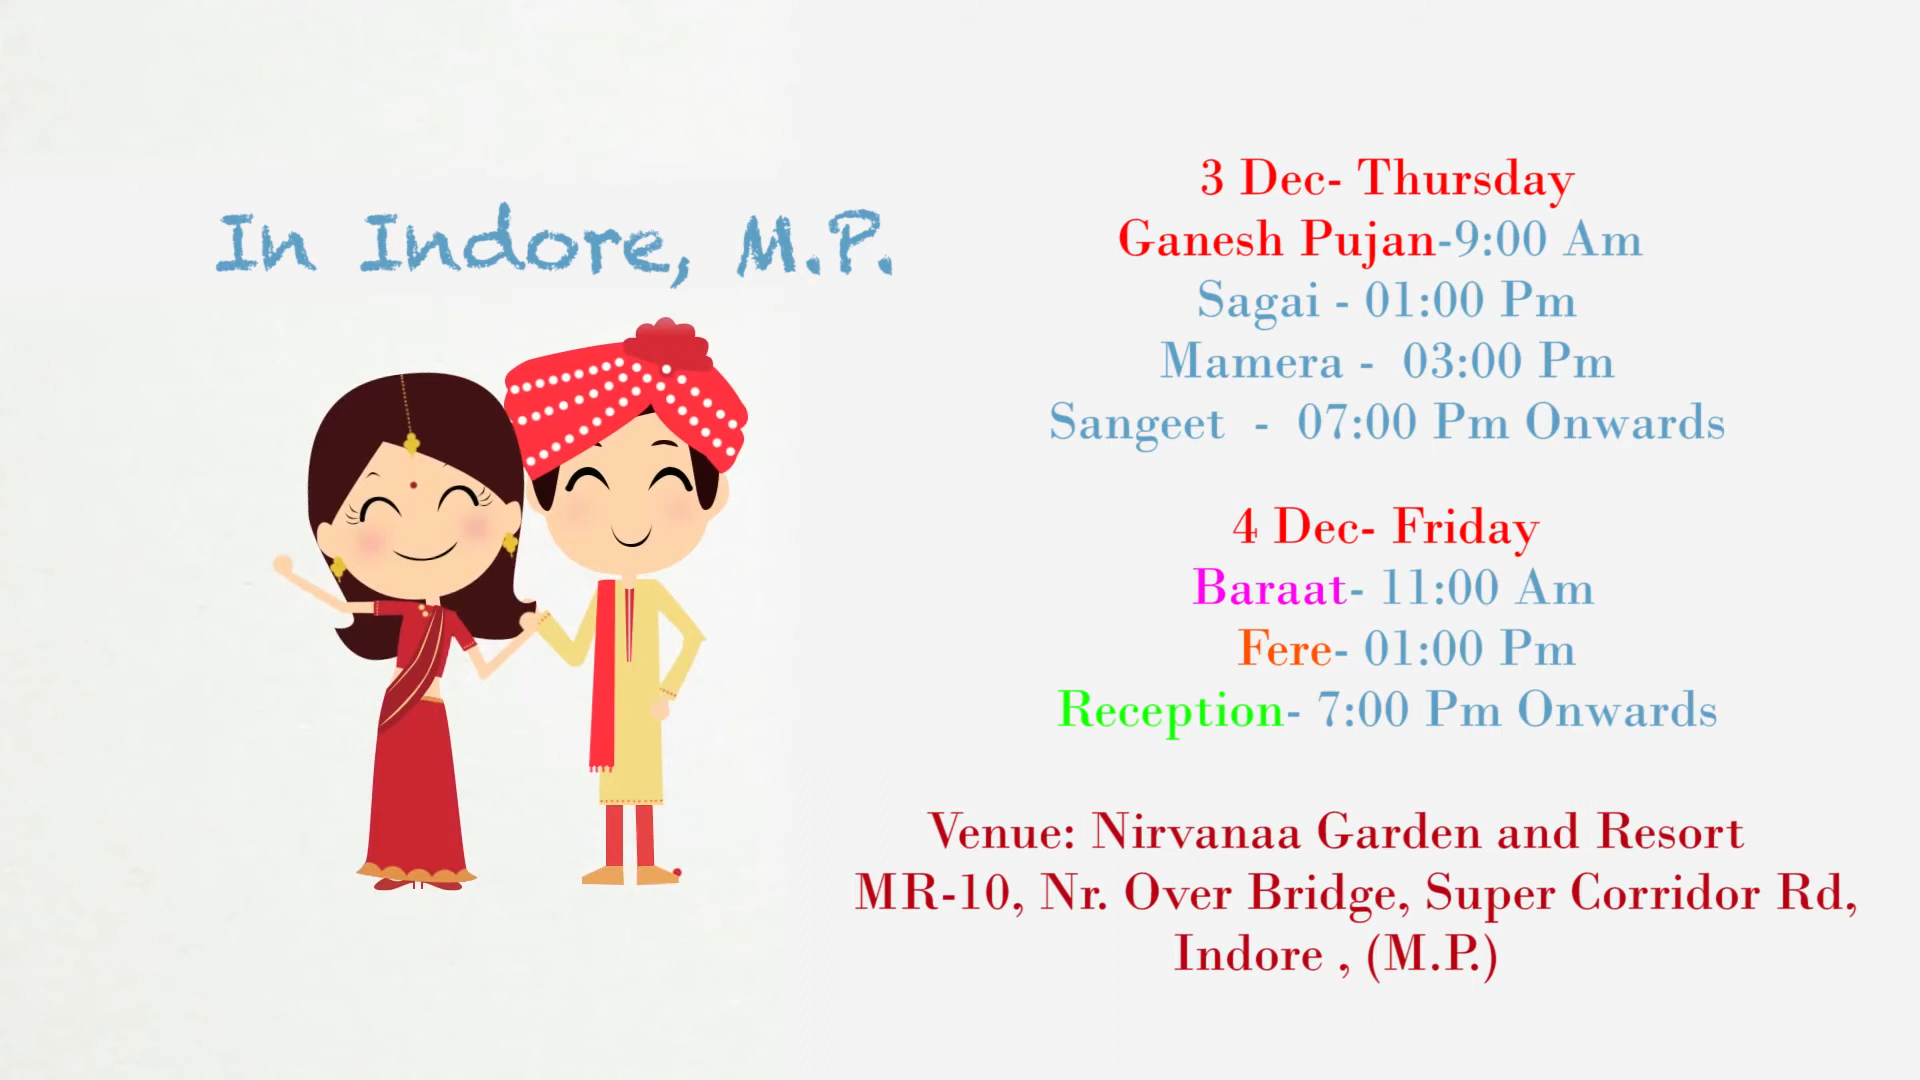 In Indore, M.P.
3 Dec- Thursday
Ganesh Pujan-9:00 Am
Sagai - 01:00 Pm
Mamera - 03:00 Pm
Sangeet - 07:00 Pm Onwards
4 Dec- Friday
Baraat- 11:00 Am
Fere- 01:00 Pm
Reception- 7:00 Pm Onwards
Venue: Nirvanaa Garden and Resort
MR-10, Nr. Over Bridge, Super Corridor Rd,
Indore , (M.P.)